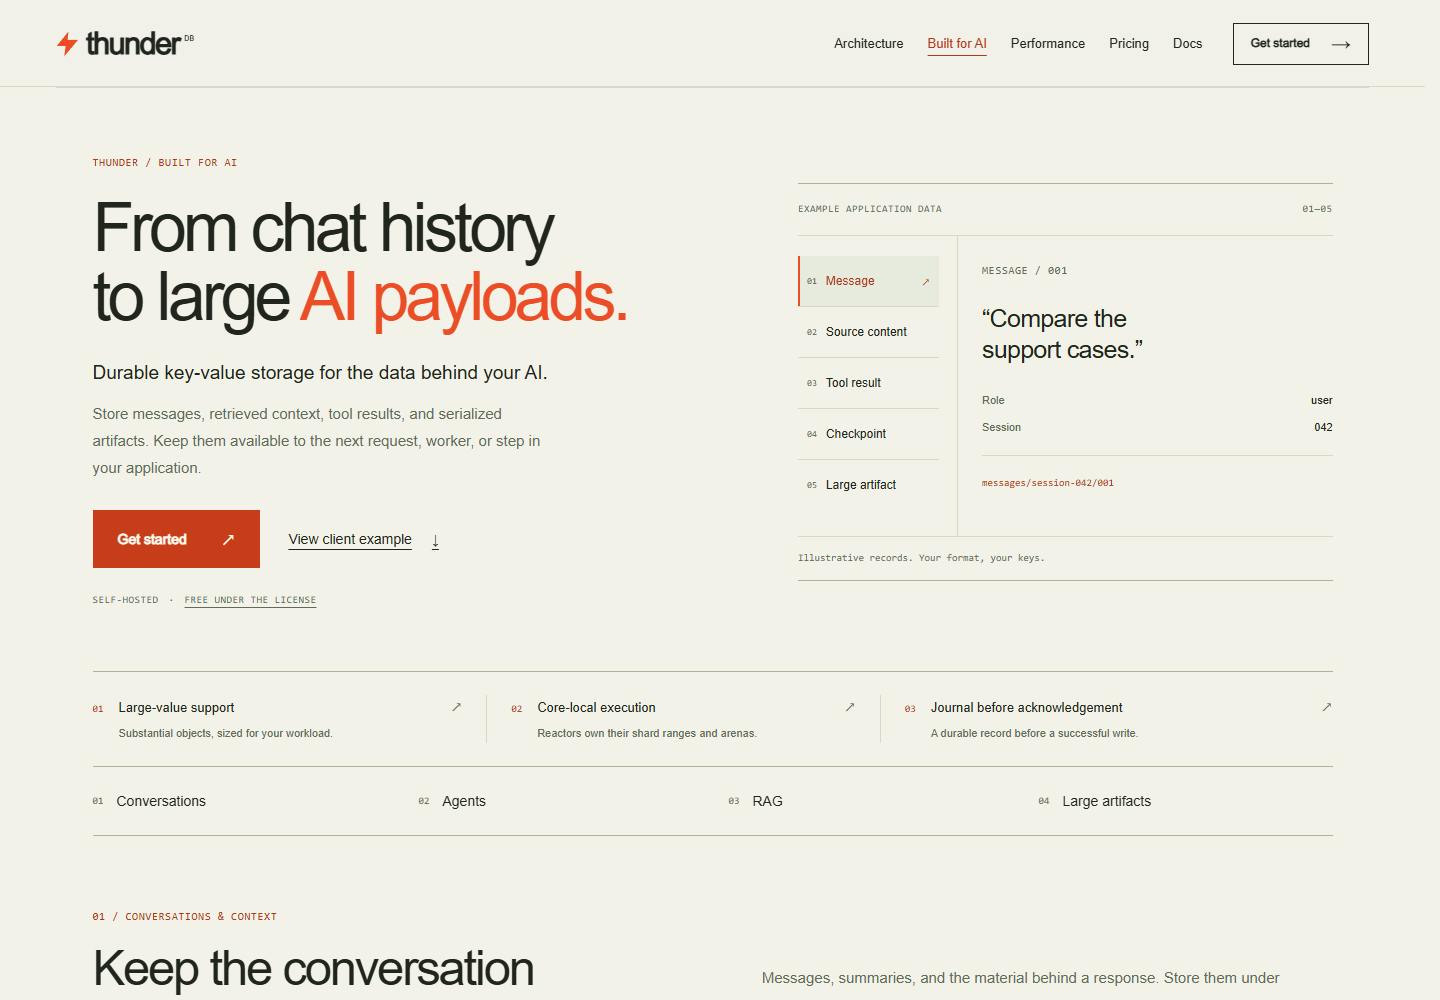 thunder DB
Architecture Built for AI Performance Pricing Docs Get started →
THUNDER / BUILT FOR AI
From chat history
to large AI payloads.
Durable key-value storage for the data behind your AI.
Store messages, retrieved context, tool results, and serialized
artifacts. Keep them available to the next request, worker, or step in
your application.
Get started ↗ View client example ↓
SELF-HOSTED · FREE UNDER THE LICENSE
EXAMPLE APPLICATION DATA 01—05
01 Message ↗
02 Source content
03 Tool result
04 Checkpoint
05 Large artifact
MESSAGE / 001
“Compare the
support cases.”
Role user
Session 042
messages/session-042/001
Illustrative records. Your format, your keys.
01 Large-value support ↗
Substantial objects, sized for your workload.
02 Core-local execution ↗
Reactors own their shard ranges and arenas.
03 Journal before acknowledgement ↗
A durable record before a successful write.
01 Conversations 02 Agents 03 RAG 04 Large artifacts
01 / CONVERSATIONS & CONTEXT
Keep the conversation
Messages, summaries, and the material behind a response. Store them under